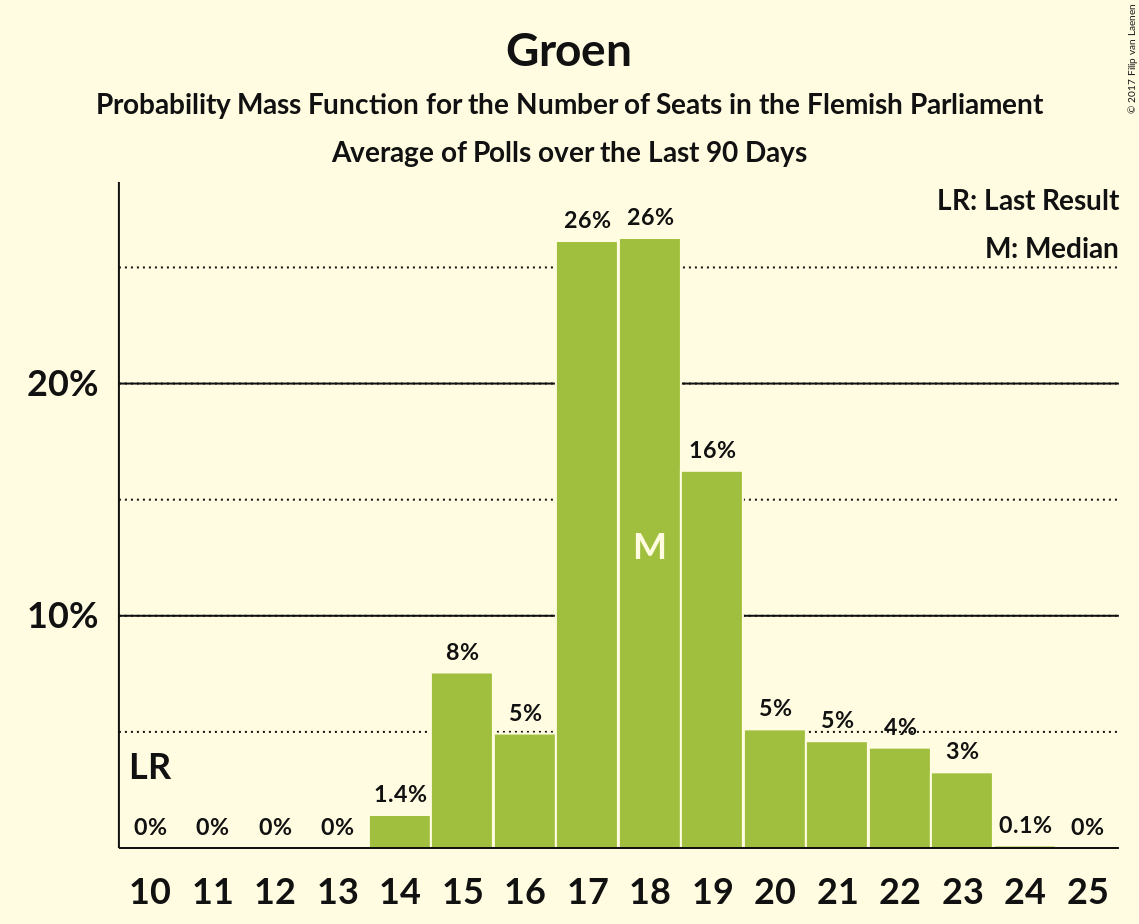 Groen
Probability Mass Function for the Number of Seats in the Flemish Parliament
Average of Polls over the Last 90 Days
© 2017 Filip van Laenen
LR: Last Result
M: Median
26% 26%
20%
16%
M
10%
8%
5% 5% 5% 4% 3%
LR
1.4%
0% 0% 0% 0% 0.1% 0%
10 11 12 13 14 15 16 17 18 19 20 21 22 23 24 25